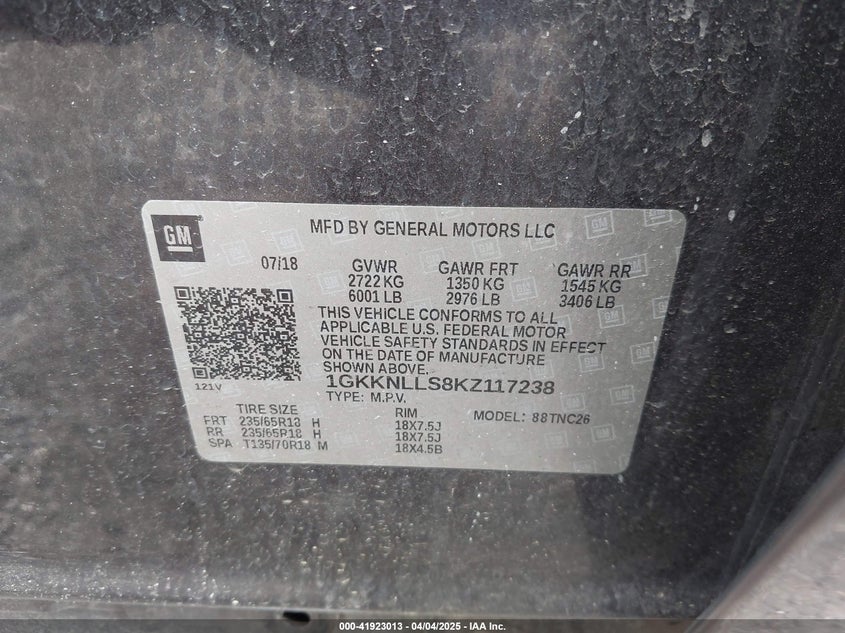 GM
MFD BY GENERAL MOTORS LLC
07/18 GVWR GAWR FRT GAWR RR
2722 KG 1350 KG 1545 KG
6001 LB 2976 LB 3406 LB
THIS VEHICLE CONFORMS TO ALL
APPLICABLE U.S. FEDERAL MOTOR
VEHICLE SAFETY STANDARDS IN EFFECT
ON THE DATE OF MANUFACTURE
SHOWN ABOVE.
121V
1GKKNLLS8KZ117238
TYPE: M.P.V.
TIRE SIZE RIM MODEL: 88TNC26
FRT 235/65R18 H 18X7.5J
RR 235/65R18 H 18X7.5J
SPA T135/70R18 M 18X4.5B
000-41923013 - 04/04/2025 - IAA Inc.